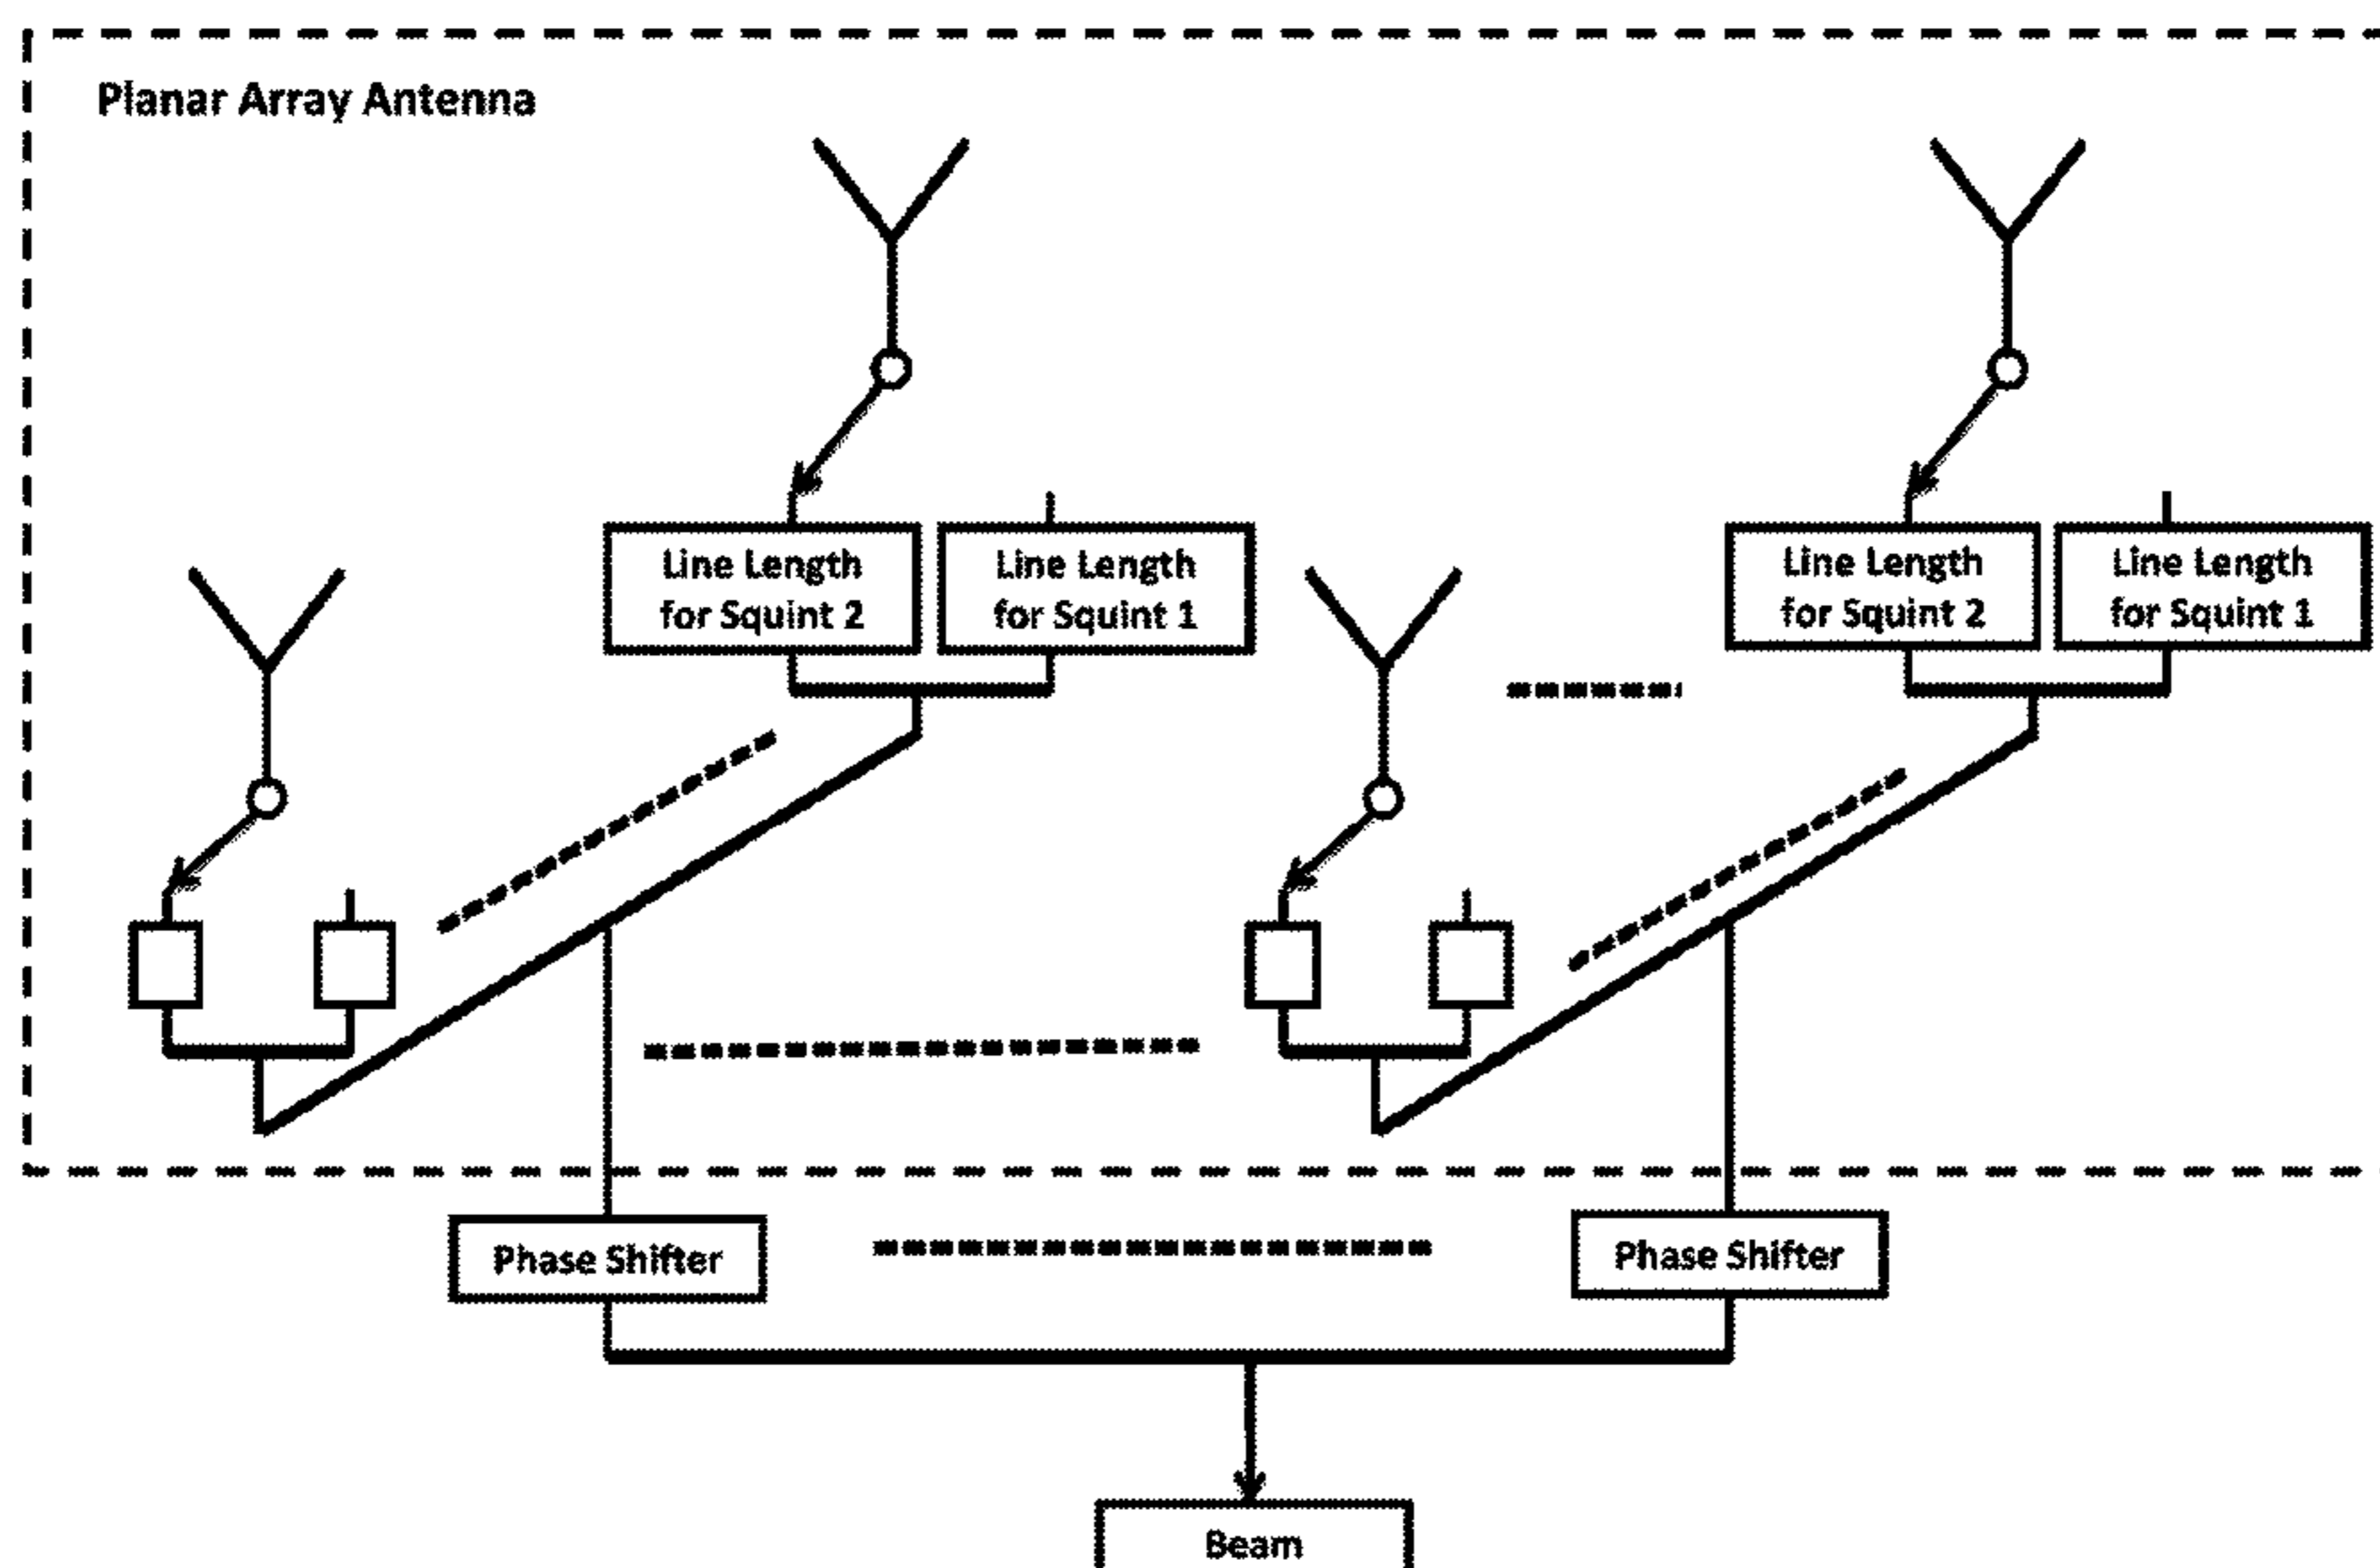 Planar Array Antenna
Line Length
for Squint 2
Line Length
for Squint 1
Line Length
for Squint 2
Line Length
for Squint 1
Phase Shifter
Phase Shifter
Beam